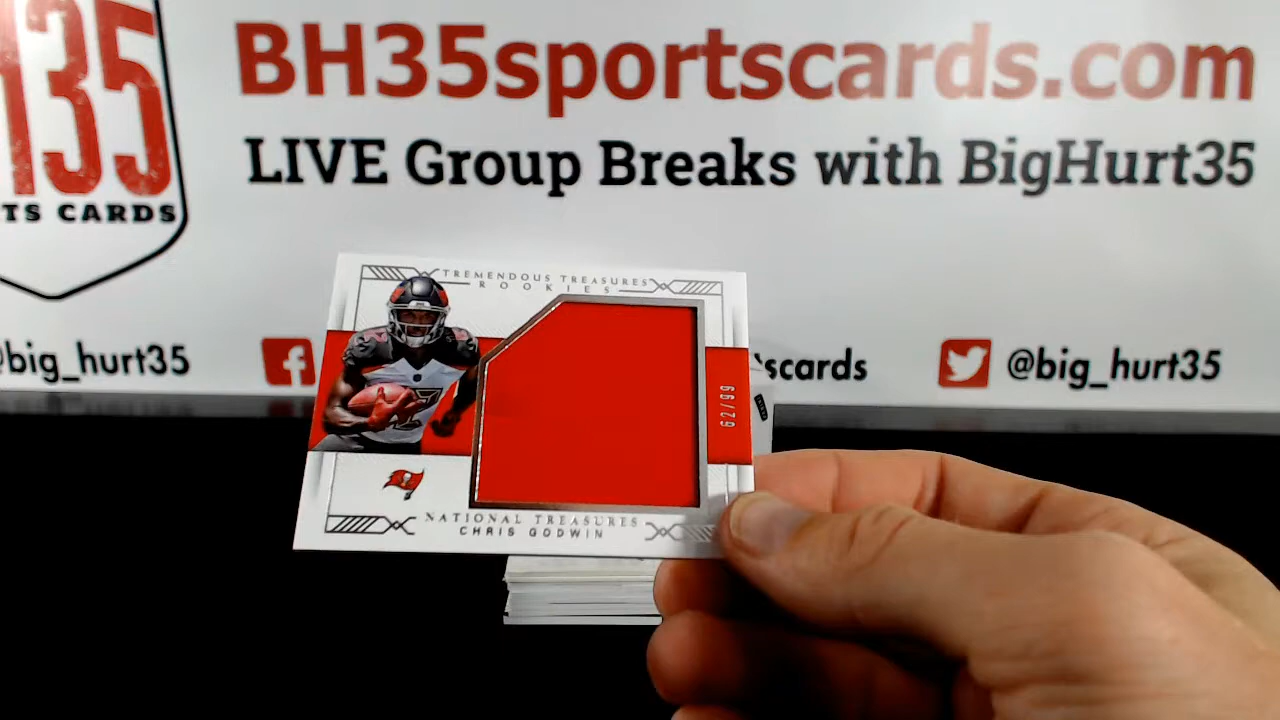 135
TS CARDS
BH35sportscards.com
LIVE Group Breaks with BigHurt35
@big_hurt35
scards
@big_hurt35
TREMENDOUS TREASURES
ROOKIES
62/99
NATIONAL TREASURES
CHRIS GODWIN